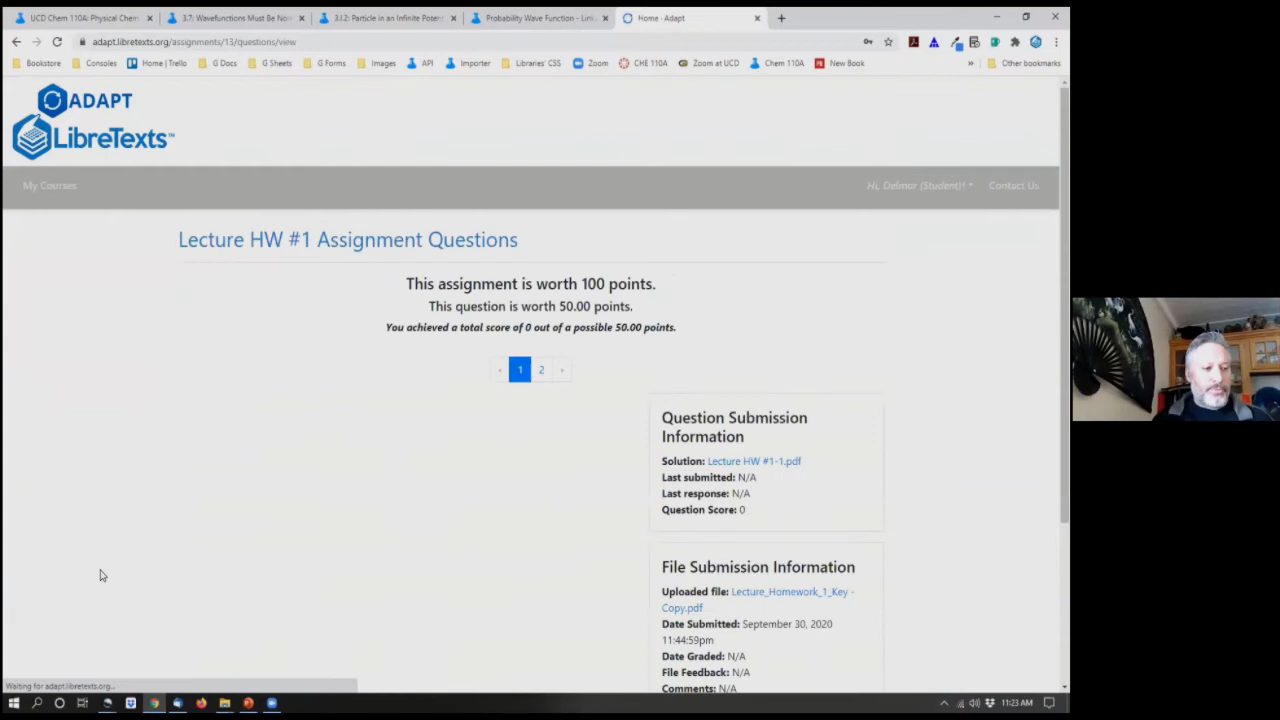 UCD Chem 110A: Physical Chem
3.7: Wavefunctions Must Be Nor
3.12: Particle in an Infinite Poten
Probability Wave Function - Link
Home - Adapt
adapt.libretexts.org/assignments/13/questions/view
Bookstore
Consoles
Home | Trello
G Docs
G Sheets
G Forms
Images
API
Importer
Libraries' CSS
Zoom
CHE 110A
Zoom at UCD
Chem 110A
New Book
»
Other bookmarks
ADAPT
LibreTexts™
My Courses
Hi, Delmar (Student)!
Contact Us
Lecture HW #1 Assignment Questions
This assignment is worth 100 points.
This question is worth 50.00 points.
You achieved a total score of 0 out of a possible 50.00 points.
‹ 1 2 ›
Question Submission
Information
Solution: Lecture HW #1-1.pdf
Last submitted: N/A
Last response: N/A
Question Score: 0
File Submission Information
Uploaded file: Lecture_Homework_1_Key -
Copy.pdf
Date Submitted: September 30, 2020
11:44:59pm
Date Graded: N/A
File Feedback: N/A
Comments: N/A
Waiting for adapt.libretexts.org...
11:23 AM